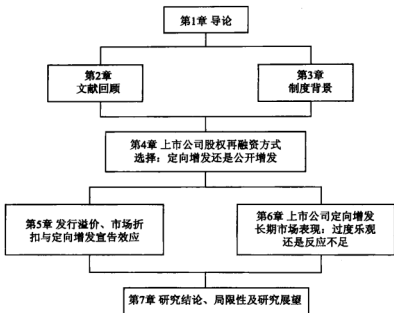 第1章 导论
第2章
文献回顾
第3章
制度背景
第4章 上市公司股权再融资方式
选择：定向增发还是公开增发
第5章 发行溢价、市场折
扣与定向增发宣告效应
第6章 上市公司定向增发
长期市场表现：过度乐观
还是反应不足
第7章 研究结论、局限性及研究展望